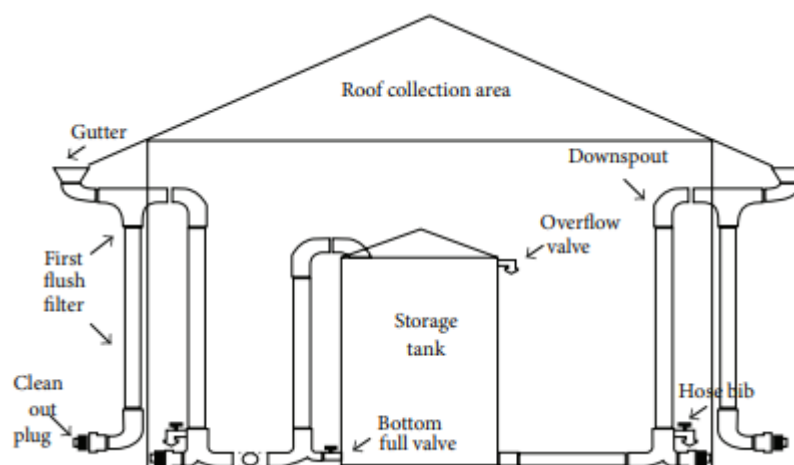 Roof collection area
Gutter
Downspout
Overflow
valve
First
flush
filter
Storage
tank
Clean
out
plug
Hose bib
Bottom
full valve